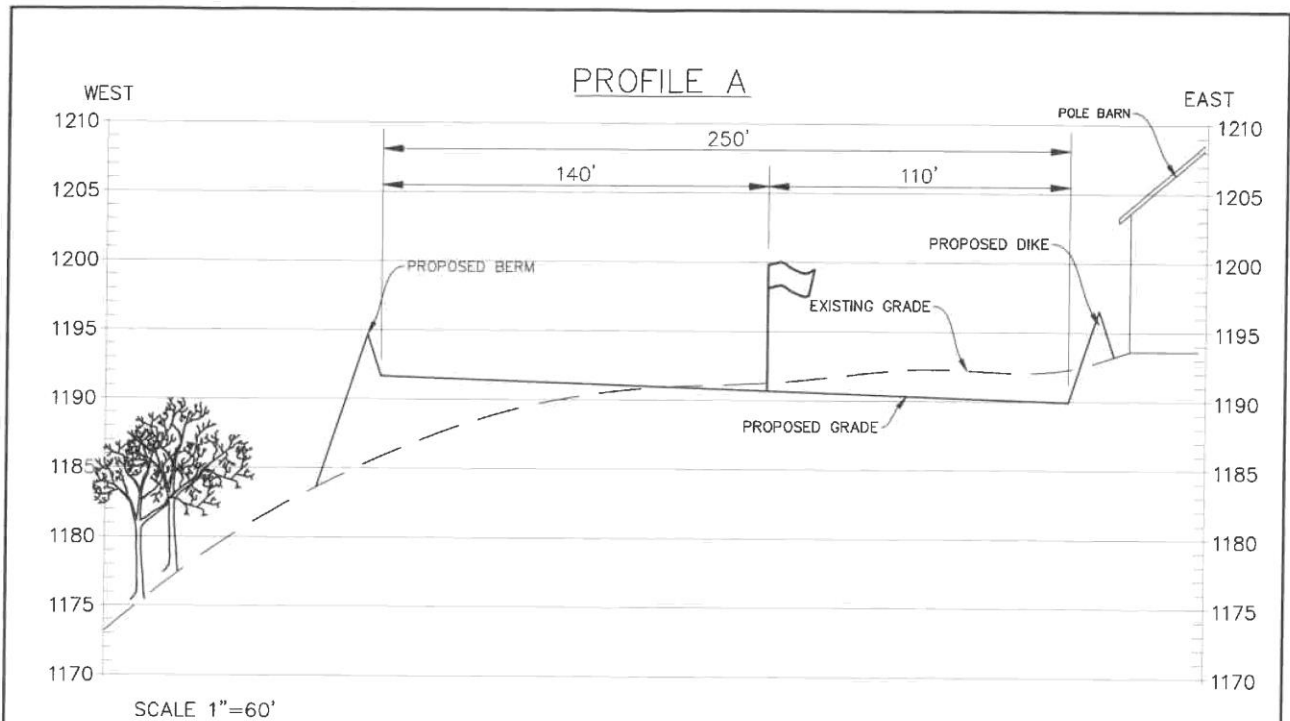 PROFILE A
WEST
EAST
POLE BARN
1210
1210
250'
140'
110'
1205
1205
PROPOSED DIKE
1200
PROPOSED BERM
1200
EXISTING GRADE
1195
1195
1190
1190
PROPOSED GRADE
1185
1185
1180
1180
1175
1175
1170
1170
SCALE 1"=60'